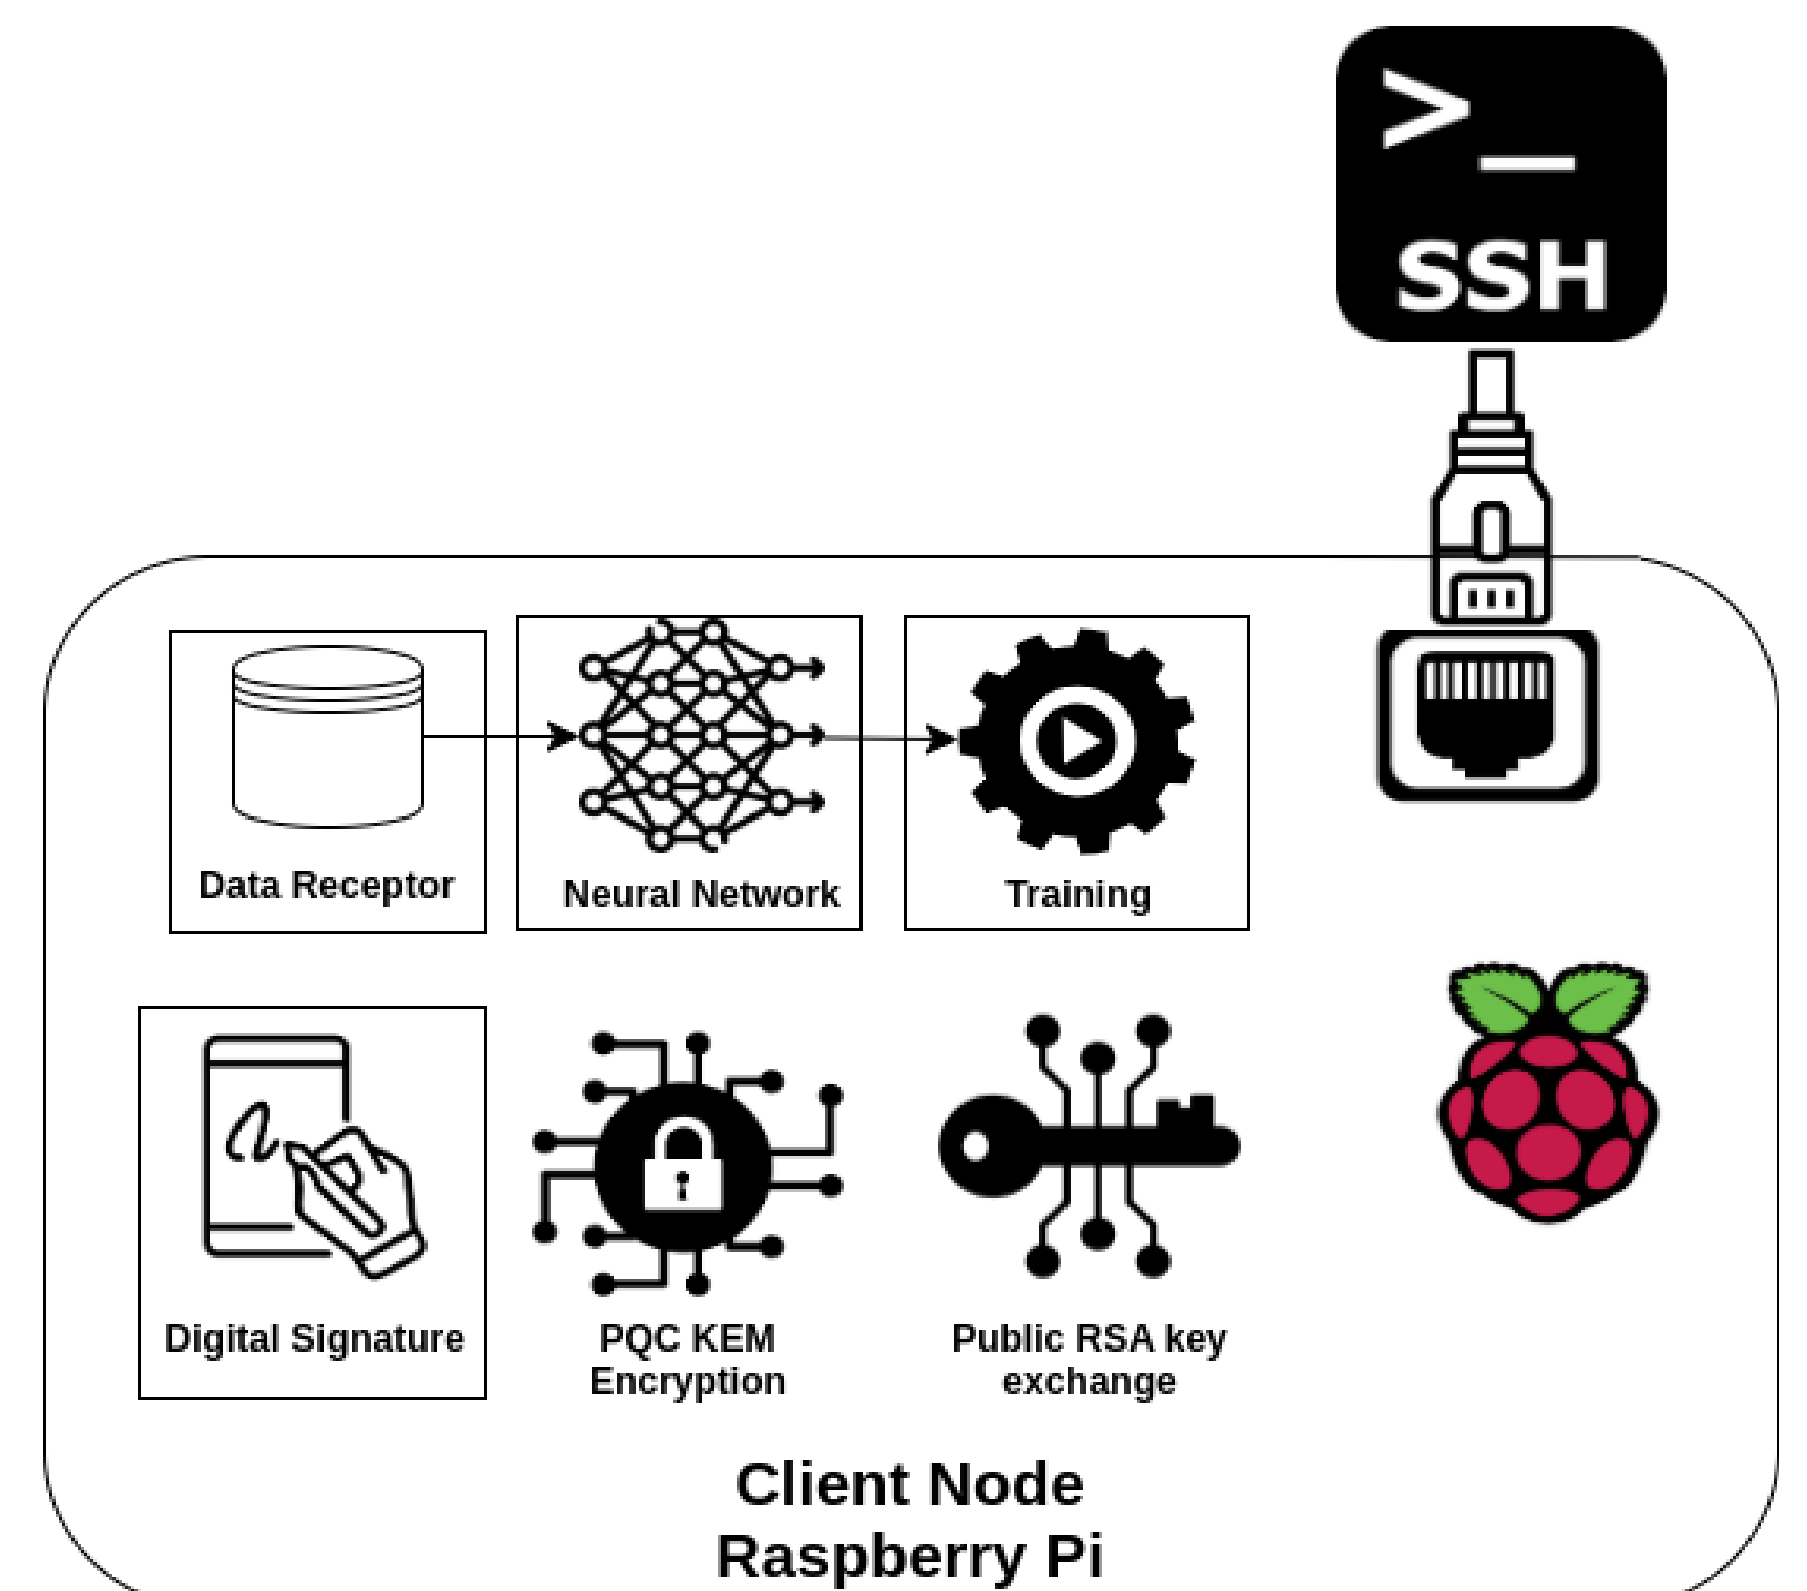 >_
SSH
Data Receptor
Neural Network
Training
Digital Signature
PQC KEM
Encryption
Public RSA key
exchange
Client Node
Raspberry Pi